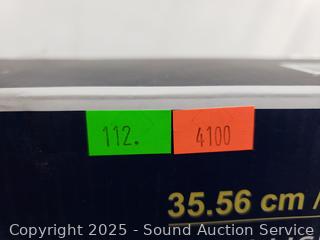 112.
4100
35.56 cm /
Copyright 2025 - Sound Auction Service